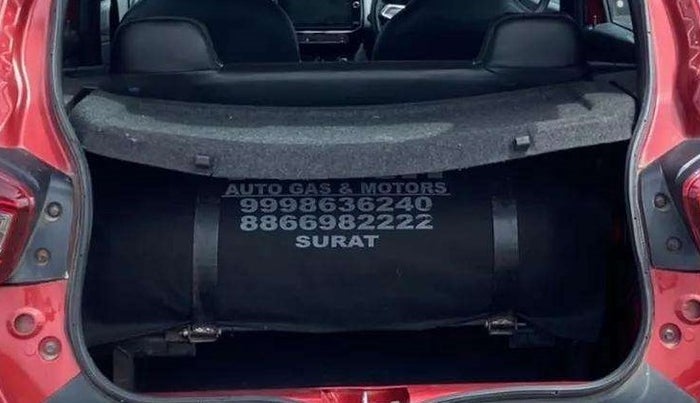 AUTO GAS & MOTORS
9998636240
8866982222
SURAT